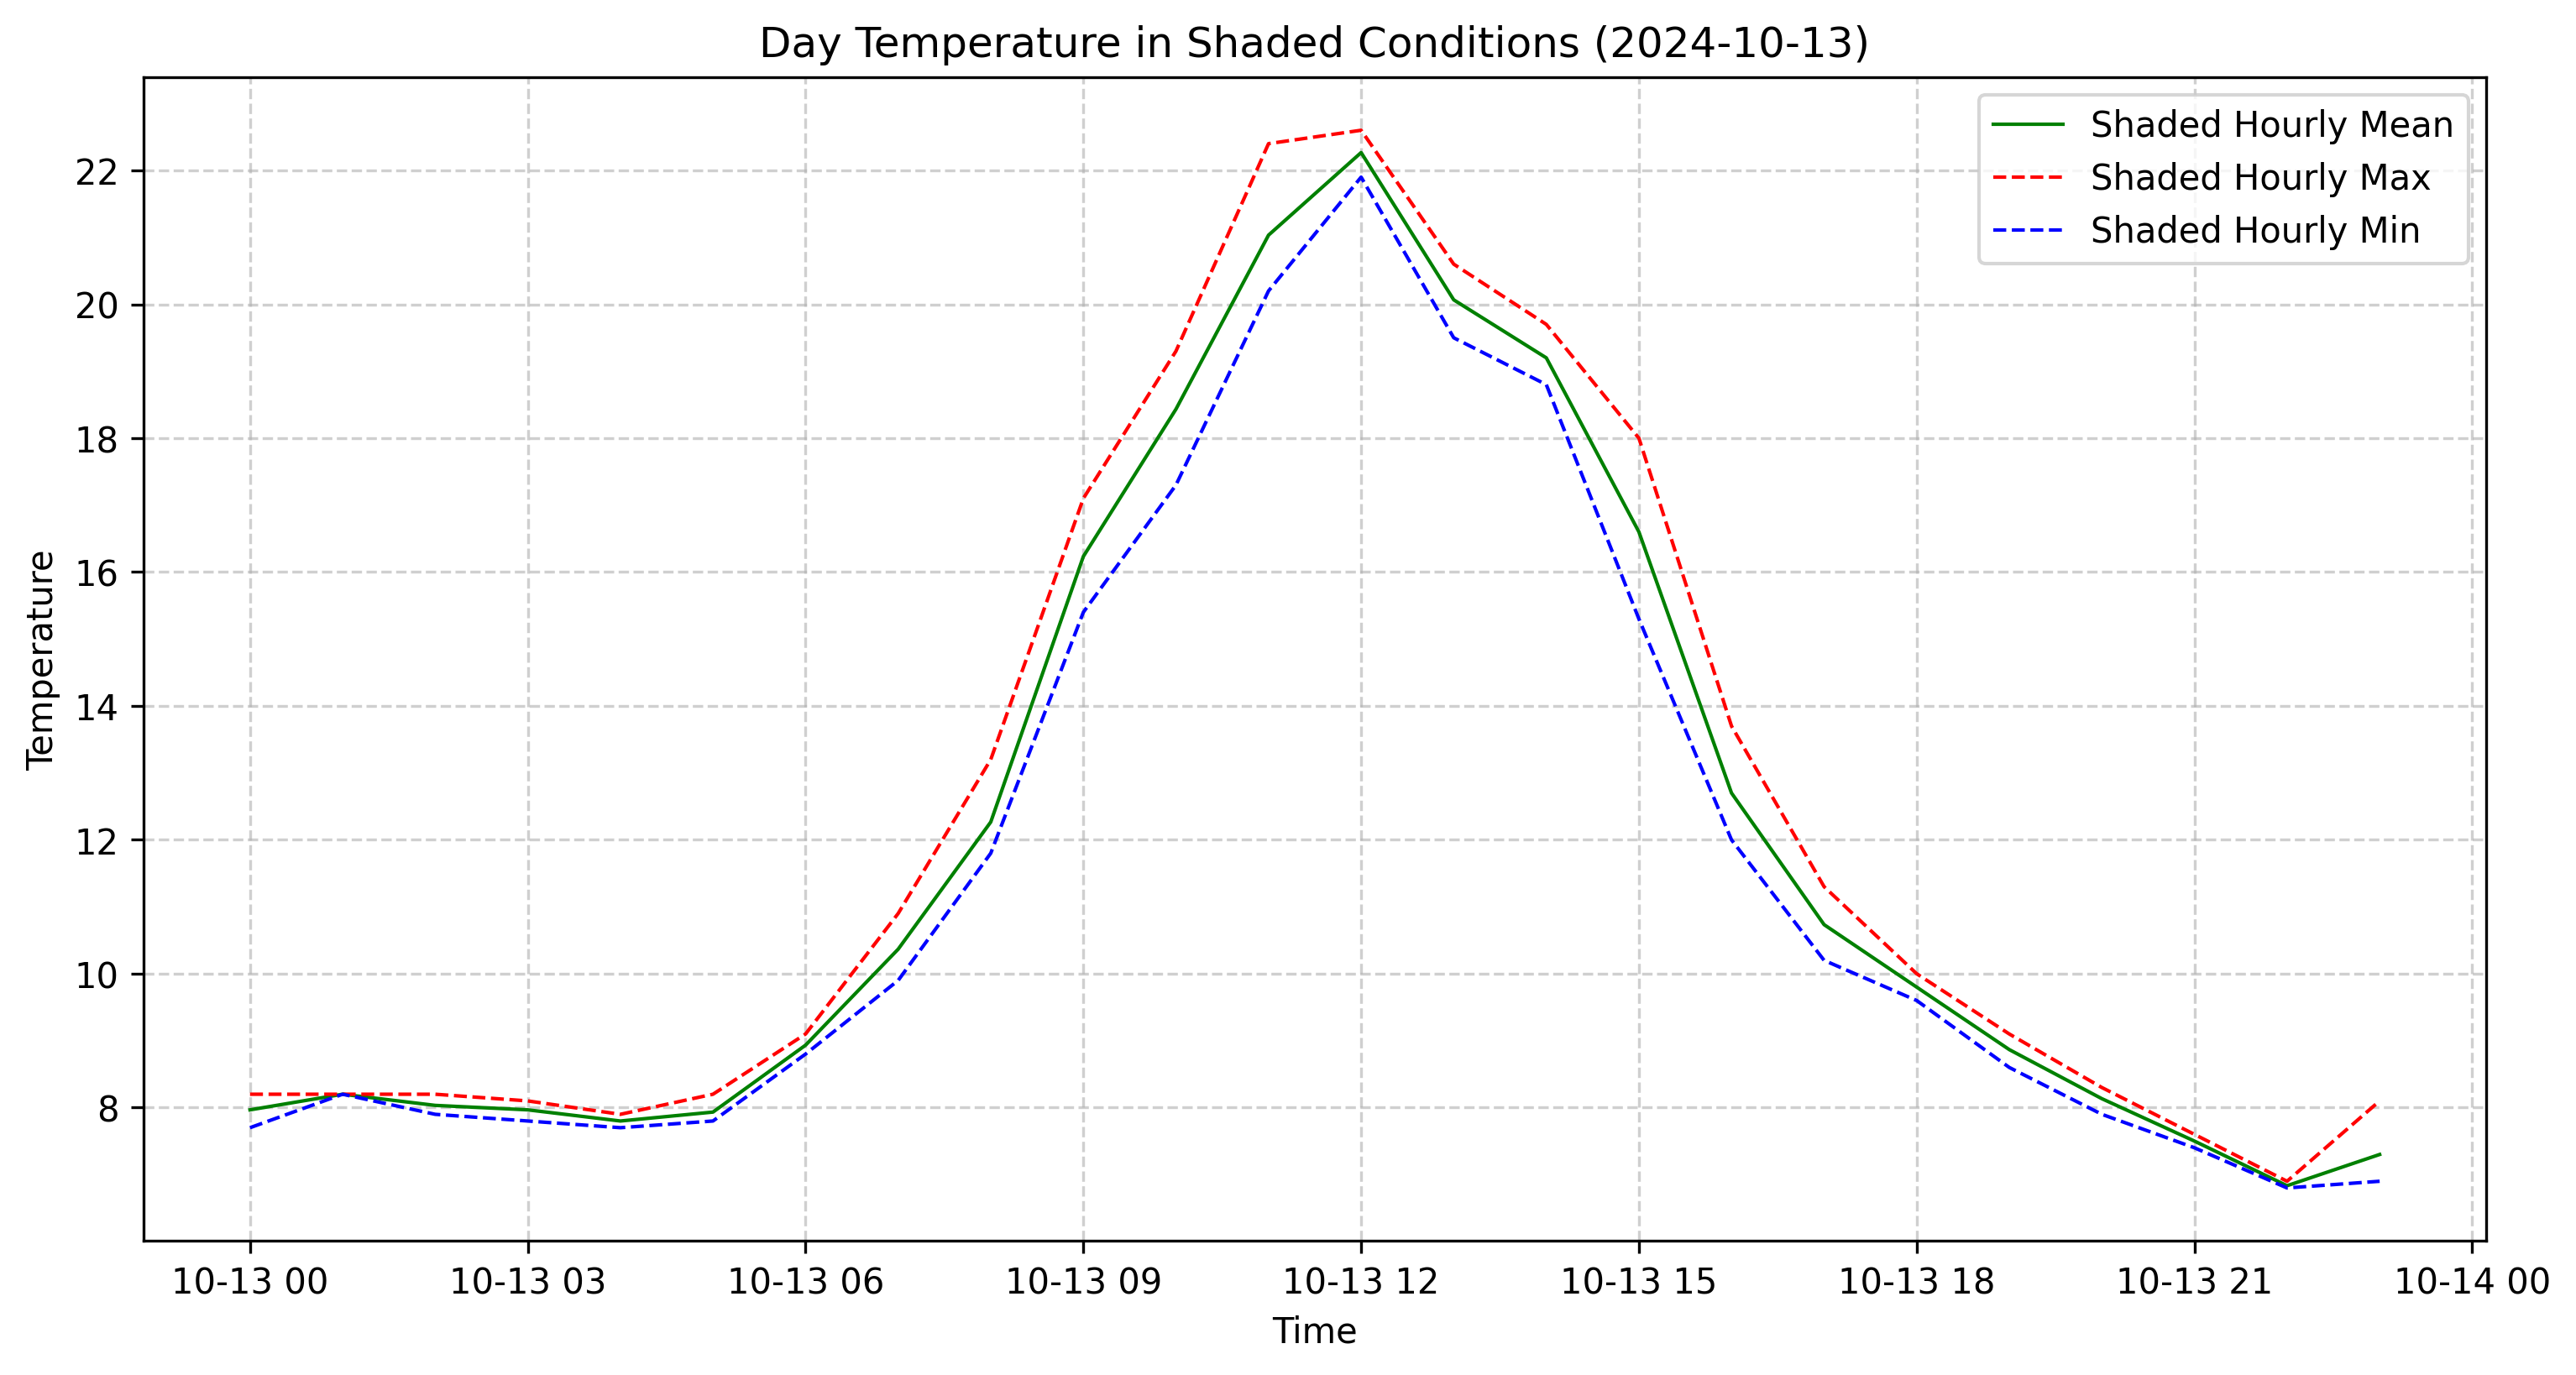 Day Temperature in Shaded Conditions (2024-10-13)
Shaded Hourly Mean
Shaded Hourly Max
Shaded Hourly Min
Temperature
22
20
18
16
14
12
10
8
10-13 00 10-13 03 10-13 06 10-13 09 10-13 12 10-13 15 10-13 18 10-13 21 10-14 00
Time